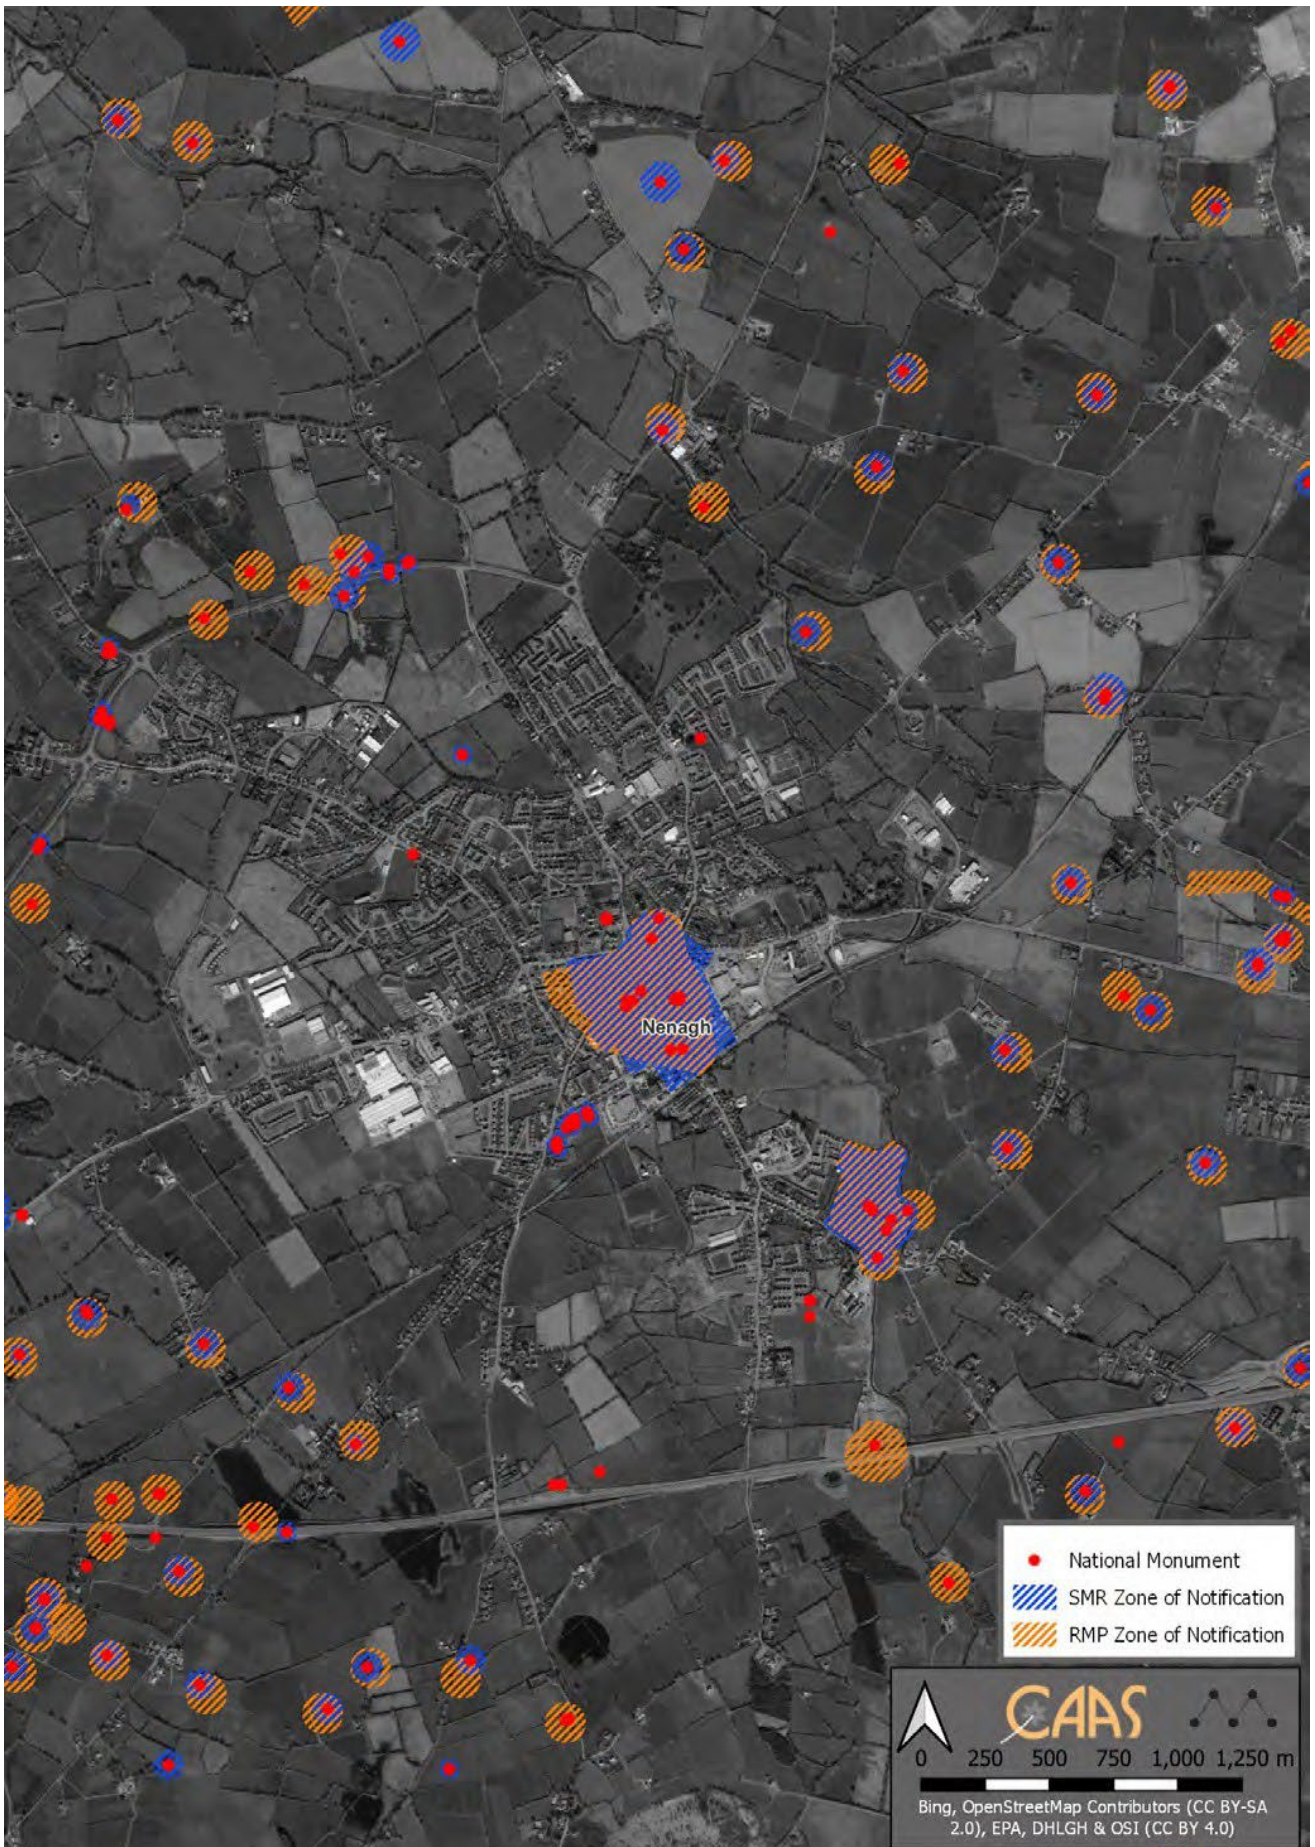 Nenagh
National Monument
SMR Zone of Notification
RMP Zone of Notification
CAAS
0 250 500 750 1,000 1,250 m
Bing, OpenStreetMap Contributors (CC BY-SA
2.0), EPA, DHLGH & OSI (CC BY 4.0)